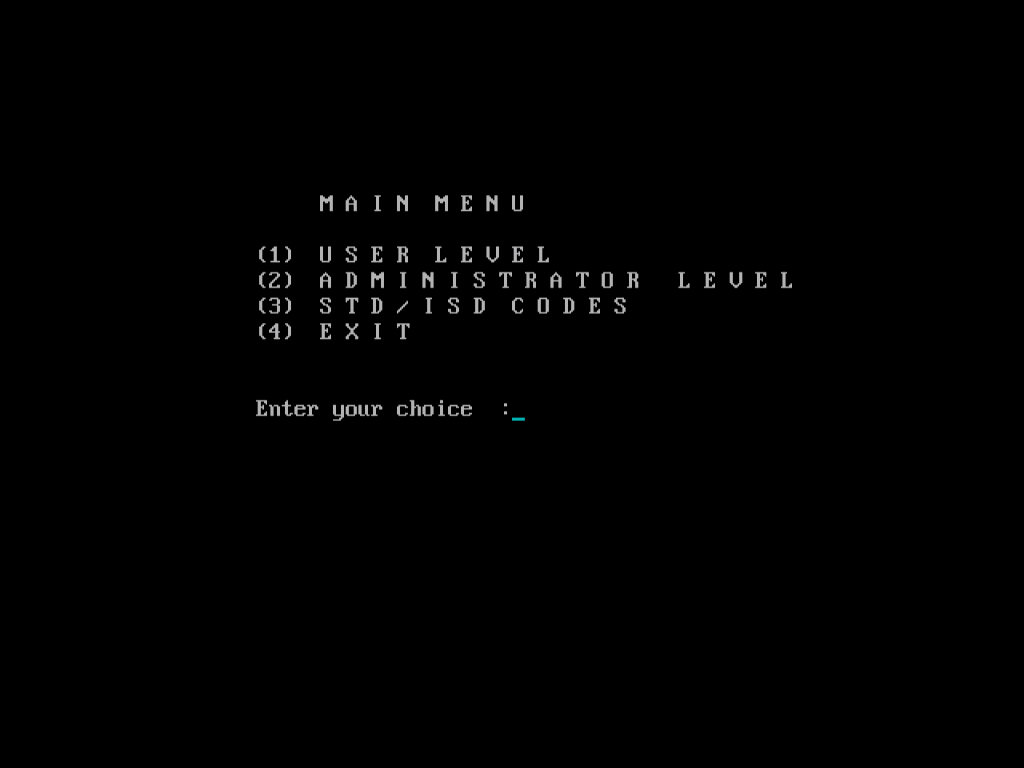 M A I N  M E N U
(1) U S E R  L E V E L
(2) A D M I N I S T R A T O R  L E V E L
(3) S T D / I S D  C O D E S
(4) E X I T
Enter your choice :_